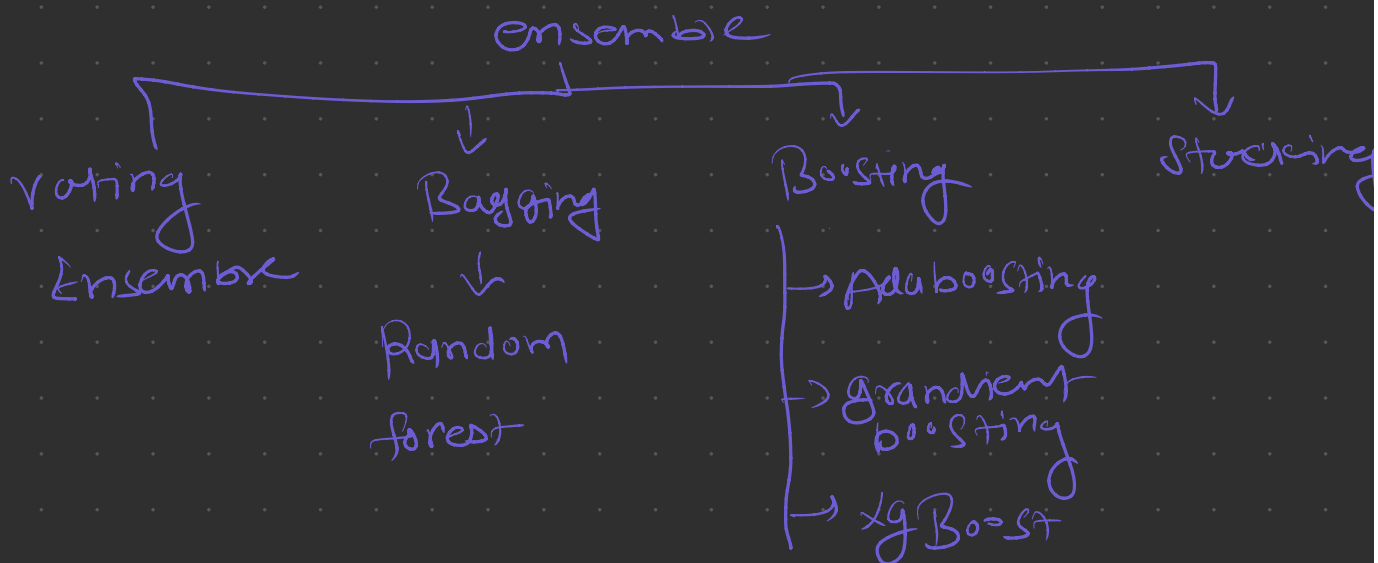 ensemble
Voting
Ensemble
Bagging
Random
forest
Boosting
Adaboosting
grandient
boosting
xgBoost
Stacking